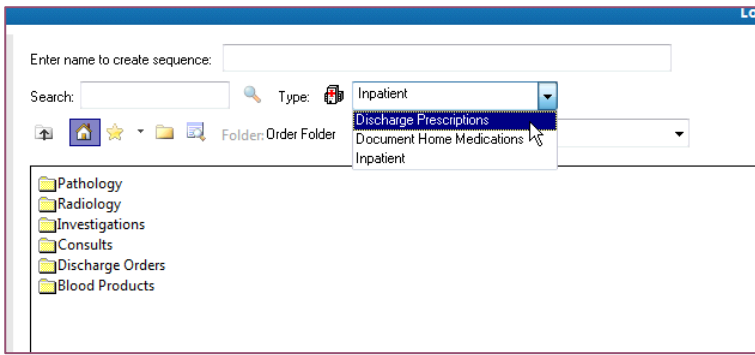 Lo
Enter name to create sequence:
Search: Type: Inpatient
Discharge Prescriptions
Folder: Order Folder Document Home Medications
Inpatient
Pathology
Radiology
Investigations
Consults
Discharge Orders
Blood Products